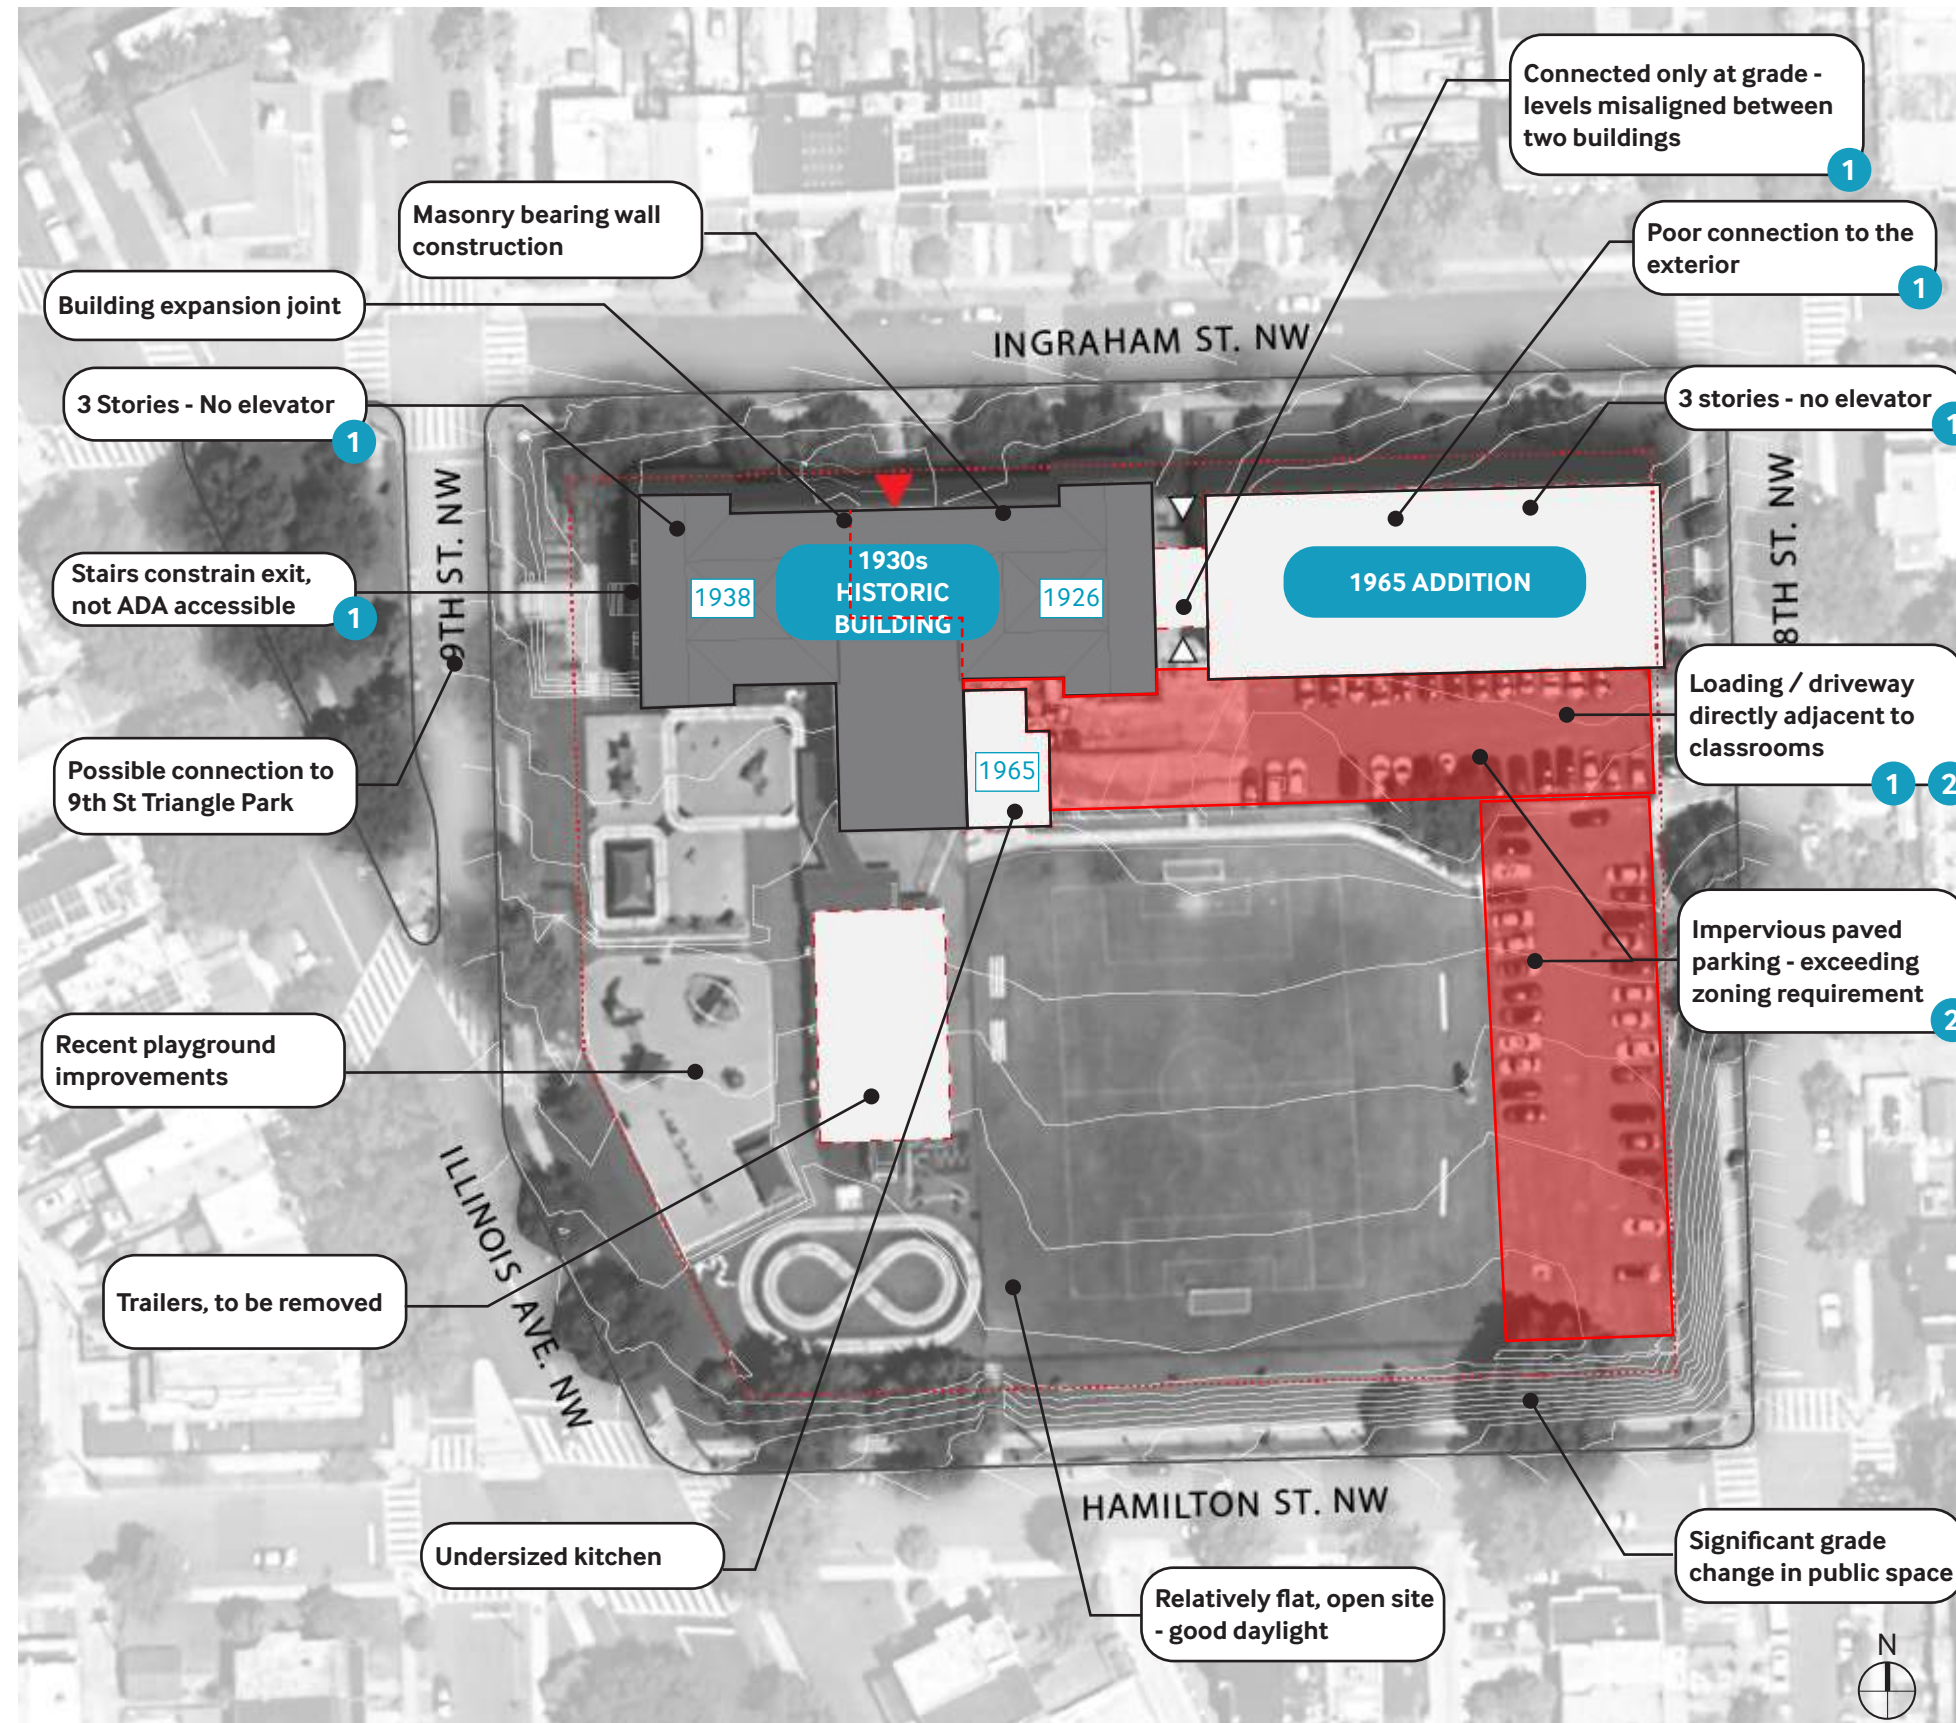 Connected only at grade -
levels misaligned between
two buildings
1
Masonry bearing wall
construction
Poor connection to the
exterior
1
Building expansion joint
INGRAHAM ST. NW
3 Stories - No elevator
1
3 stories - no elevator
1
9TH ST. NW
8TH ST. NW
Stairs constrain exit,
not ADA accessible
1
1938
1930s
HISTORIC
BUILDING
1926
1965 ADDITION
Loading / driveway
directly adjacent to
classrooms
1
2
Possible connection to
9th St Triangle Park
1965
Impervious paved
parking - exceeding
zoning requirement
2
Recent playground
improvements
ILLINOIS AVE. NW
Trailers, to be removed
HAMILTON ST. NW
Undersized kitchen
Significant grade
change in public space
Relatively flat, open site
- good daylight
N